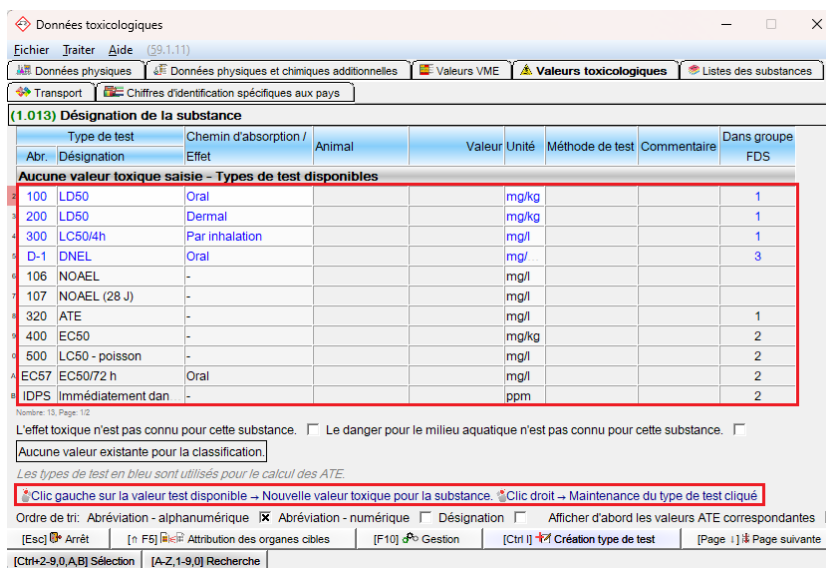 Données toxicologiques
Fichier Traiter Aide (59.1.11)
Données physiques Données physiques et chimiques additionnelles Valeurs VME Valeurs toxicologiques Listes des substances
Transport Chiffres d'identification spécifiques aux pays
(1.013) Désignation de la substance
Type de test Chemin d'absorption / Animal Valeur Unité Méthode de test Commentaire Dans groupe
Abr. Désignation Effet FDS
Aucune valeur toxique saisie - Types de test disponibles
2 100 LD50 Oral mg/kg 1
3 200 LD50 Dermal mg/kg 1
4 300 LC50/4h Par inhalation mg/l 1
5 D-1 DNEL Oral mg/... 3
6 106 NOAEL - mg/l
7 107 NOAEL (28 J) - mg/l
8 320 ATE - mg/l 1
9 400 EC50 - mg/kg 2
0 500 LC50 - poisson - mg/l 2
A EC57 EC50/72 h Oral mg/l 2
B IDPS Immédiatement dan - ppm 2
Nombre: 13, Page: 1/2
L'effet toxique n'est pas connu pour cette substance. Le danger pour le milieu aquatique n'est pas connu pour cette substance.
Aucune valeur existante pour la classification.
Les types de test en bleu sont utilisés pour le calcul des ATE.
Clic gauche sur la valeur test disponible → Nouvelle valeur toxique pour la substance. Clic droit → Maintenance du type de test cliqué
Ordre de tri: Abréviation - alphanumérique Abréviation - numérique Désignation Afficher d'abord les valeurs ATE correspondantes
[Esc] Arrêt [⇑ F5] Attribution des organes cibles [F10] Gestion [Ctrl I] Création type de test [Page ↓] Page suivante
[Ctrl+2-9,0,A,B] Sélection [A-Z,1-9,0] Recherche